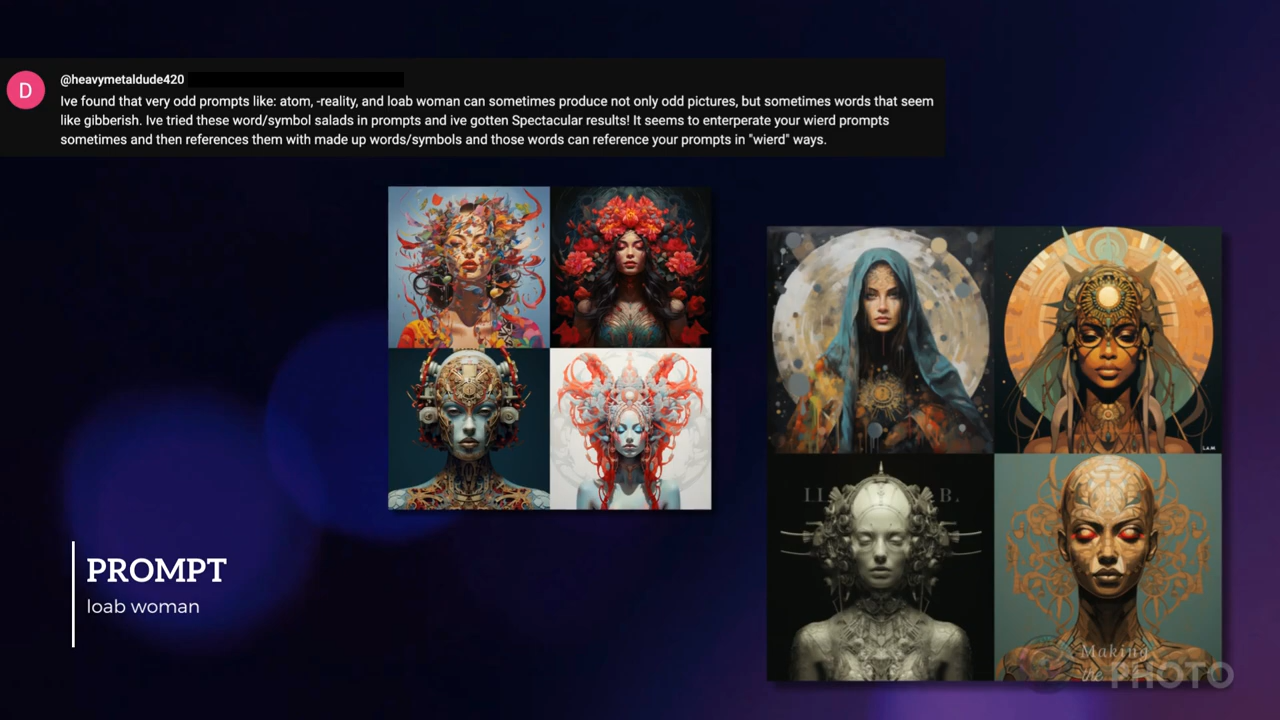 D
@heavymetaldude420
Ive found that very odd prompts like: atom, -reality, and loab woman can sometimes produce not only odd pictures, but sometimes words that seem
like gibberish. Ive tried these word/symbol salads in prompts and ive gotten Spectacular results! It seems to enterperate your wierd prompts
sometimes and then references them with made up words/symbols and those words can reference your prompts in "wierd" ways.
PROMPT
loab woman
Making
the PHOTO